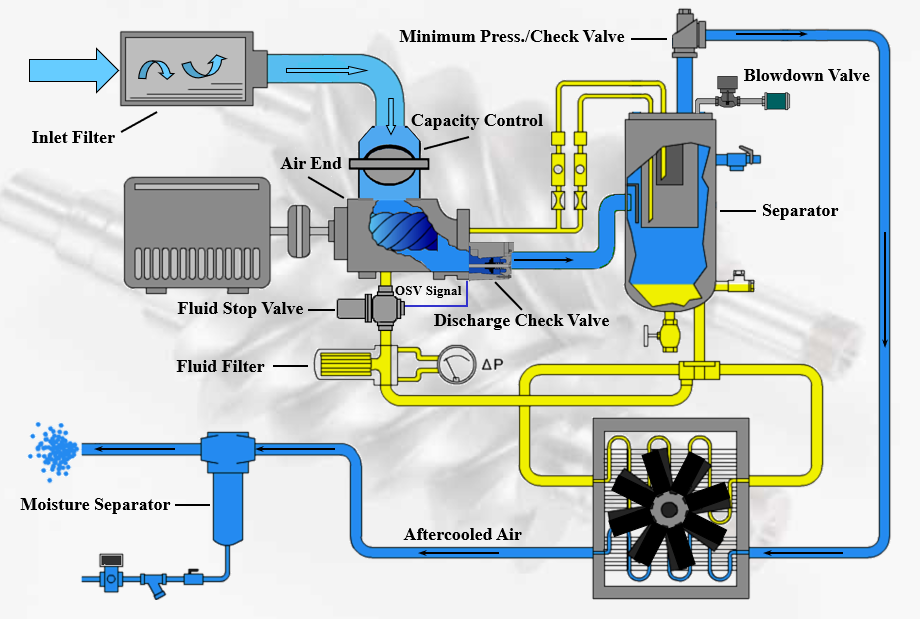 Minimum Press./Check Valve
Blowdown Valve
Inlet Filter
Capacity Control
Air End
Separator
OSV Signal
Fluid Stop Valve
Discharge Check Valve
Fluid Filter
ΔP
Moisture Separator
Aftercooled Air